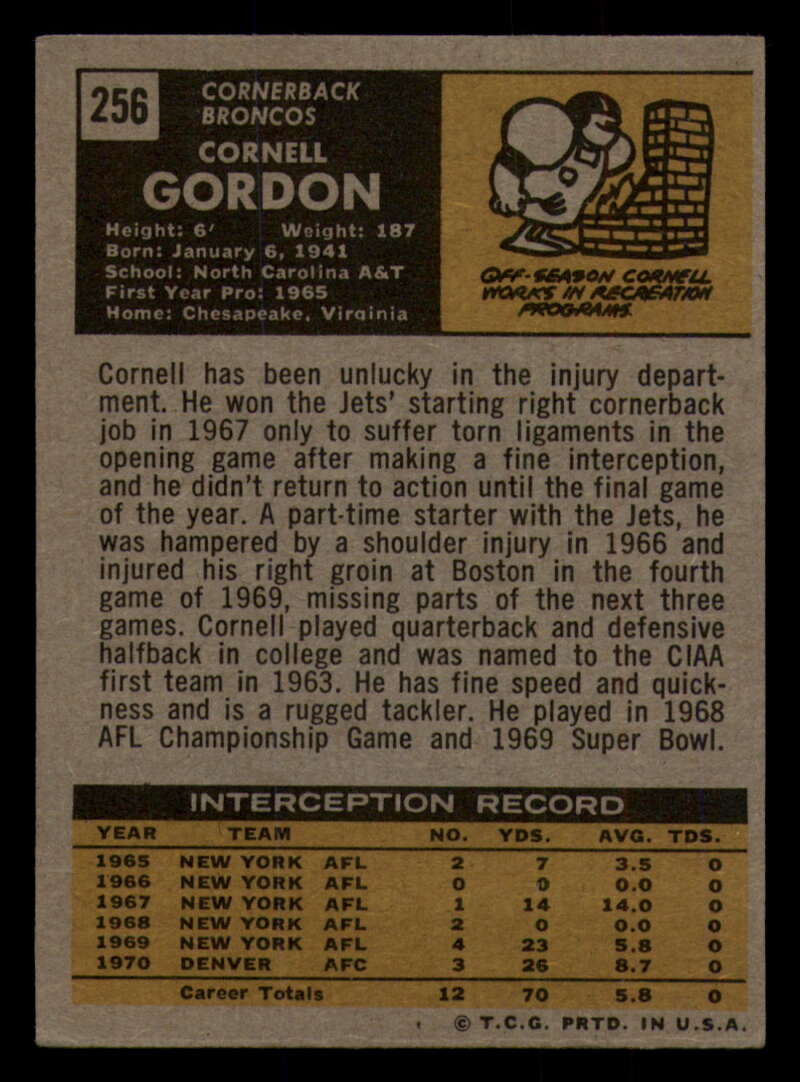 256
CORNERBACK
BRONCOS
CORNELL
GORDON
Height: 6' Weight: 187
Born: January 6, 1941
School: North Carolina A&T
First Year Pro: 1965
Home: Chesapeake, Virginia
OFF-SEASON CORNELL
WORKS IN RECREATION
PROGRAMS.
Cornell has been unlucky in the injury depart-
ment. He won the Jets' starting right cornerback
job in 1967 only to suffer torn ligaments in the
opening game after making a fine interception,
and he didn't return to action until the final game
of the year. A part-time starter with the Jets, he
was hampered by a shoulder injury in 1966 and
injured his right groin at Boston in the fourth
game of 1969, missing parts of the next three
games. Cornell played quarterback and defensive
halfback in college and was named to the CIAA
first team in 1963. He has fine speed and quick-
ness and is a rugged tackler. He played in 1968
AFL Championship Game and 1969 Super Bowl.
INTERCEPTION RECORD
YEAR TEAM NO. YDS. AVG. TDS.
1965 NEW YORK AFL 2 7 3.5 0
1966 NEW YORK AFL 0 0 0.0 0
1967 NEW YORK AFL 1 14 14.0 0
1968 NEW YORK AFL 2 0 0.0 0
1969 NEW YORK AFL 4 23 5.8 0
1970 DENVER AFC 3 26 8.7 0
Career Totals 12 70 5.8 0
© T.C.G. PRTD. IN U.S.A.